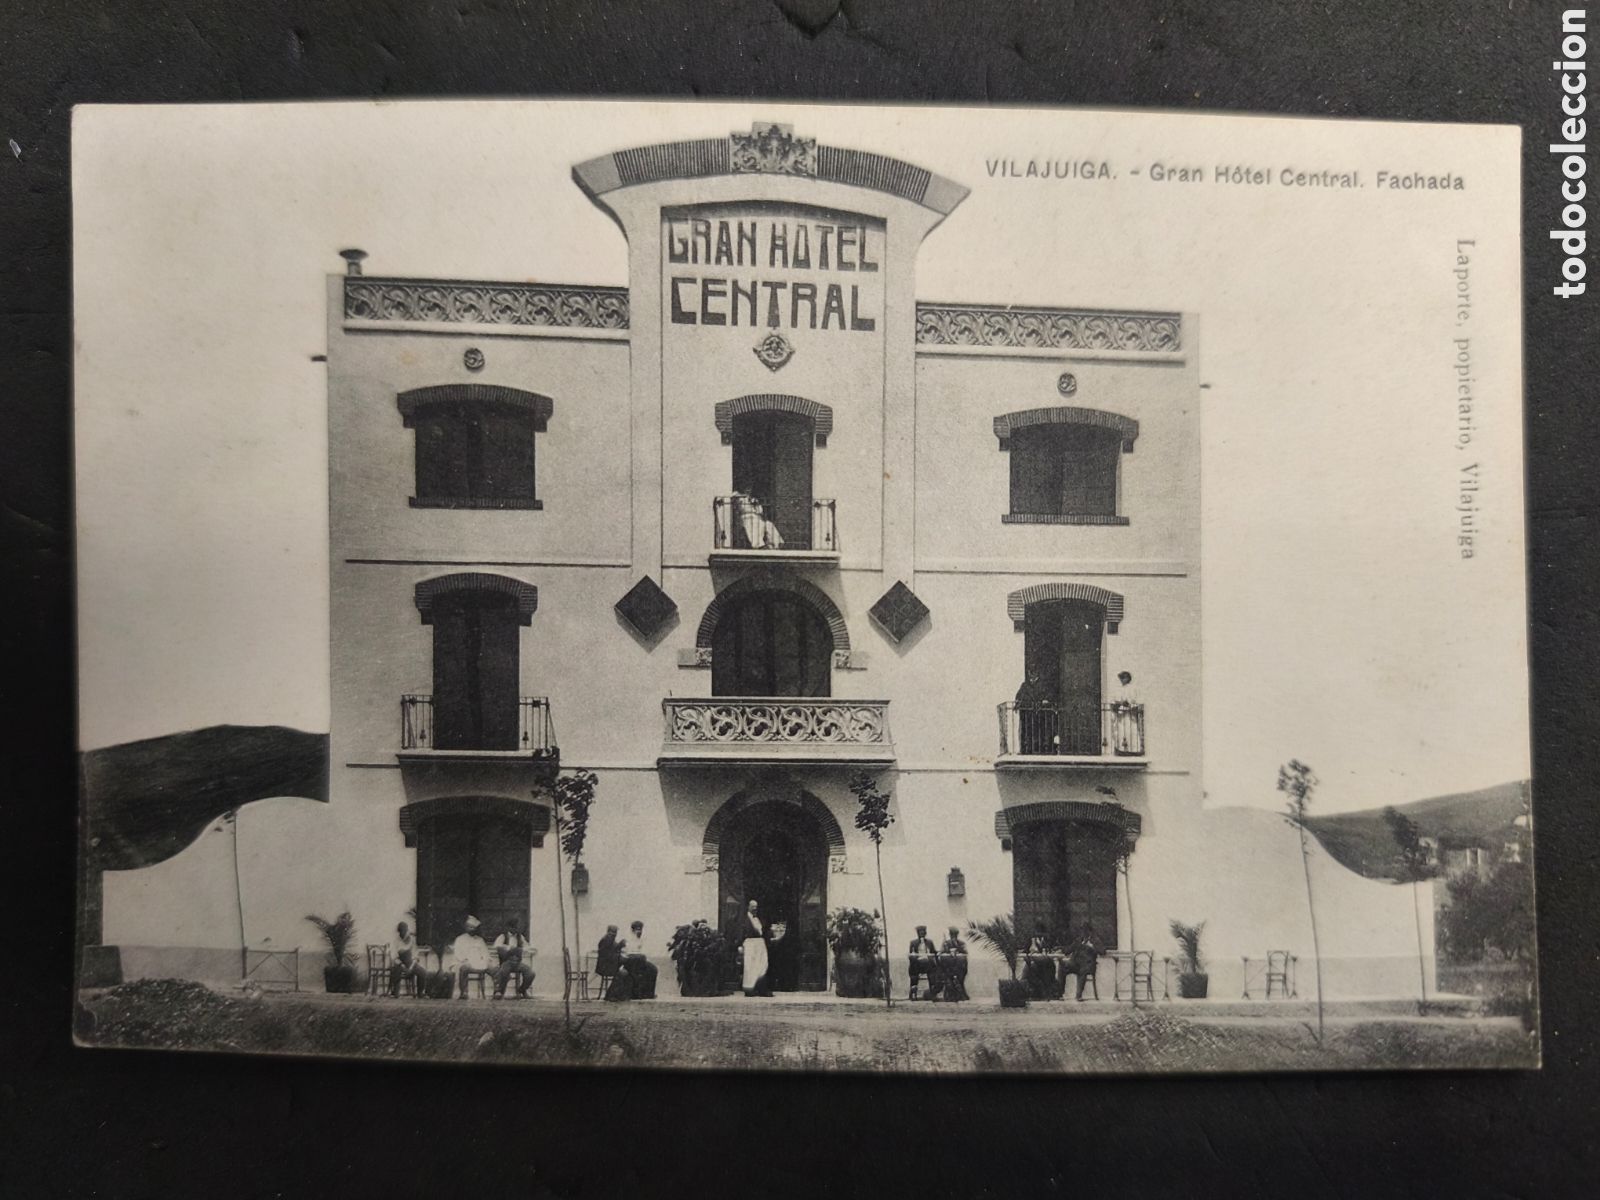 VILAJUIGA. - Gran Hôtel Central. Fachada
GRAN HOTEL
CENTRAL
Laporte, popietario, Vilajuiga
todocoleccion